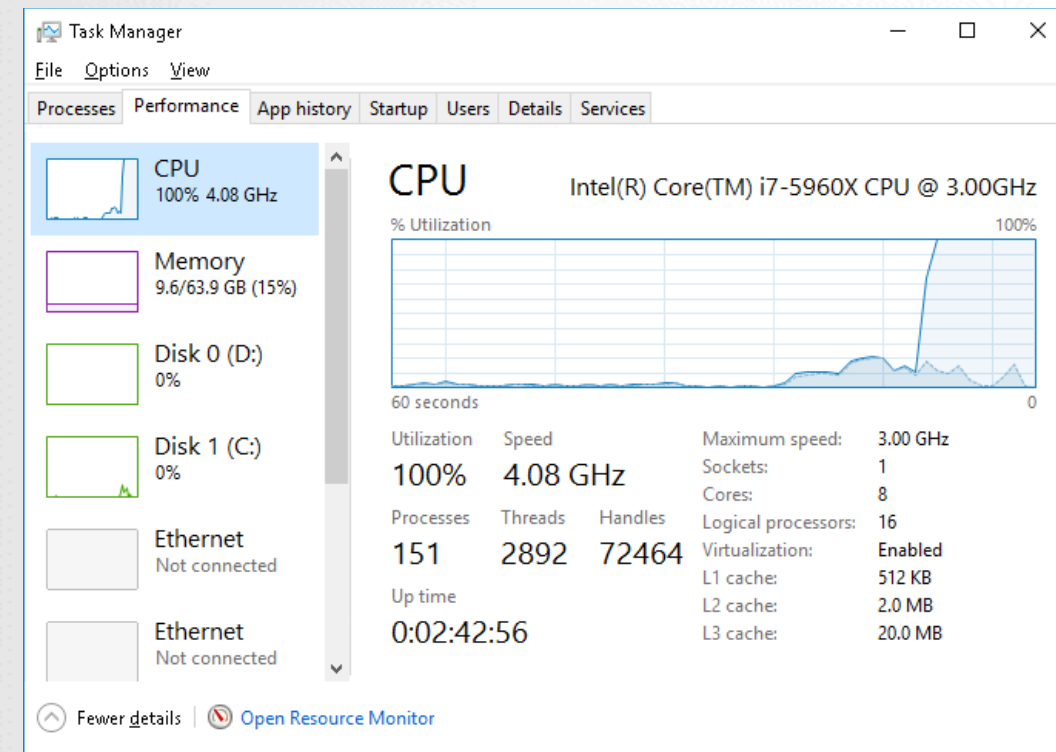 Task Manager
File Options View
Processes Performance App history Startup Users Details Services
CPU
100% 4.08 GHz
Memory
9.6/63.9 GB (15%)
Disk 0 (D:)
0%
Disk 1 (C:)
0%
Ethernet
Not connected
Ethernet
Not connected
CPU Intel(R) Core(TM) i7-5960X CPU @ 3.00GHz
% Utilization 100%
60 seconds 0
Utilization Speed
100% 4.08 GHz
Processes Threads Handles
151 2892 72464
Up time
0:02:42:56
Maximum speed: 3.00 GHz
Sockets: 1
Cores: 8
Logical processors: 16
Virtualization: Enabled
L1 cache: 512 KB
L2 cache: 2.0 MB
L3 cache: 20.0 MB
Fewer details Open Resource Monitor